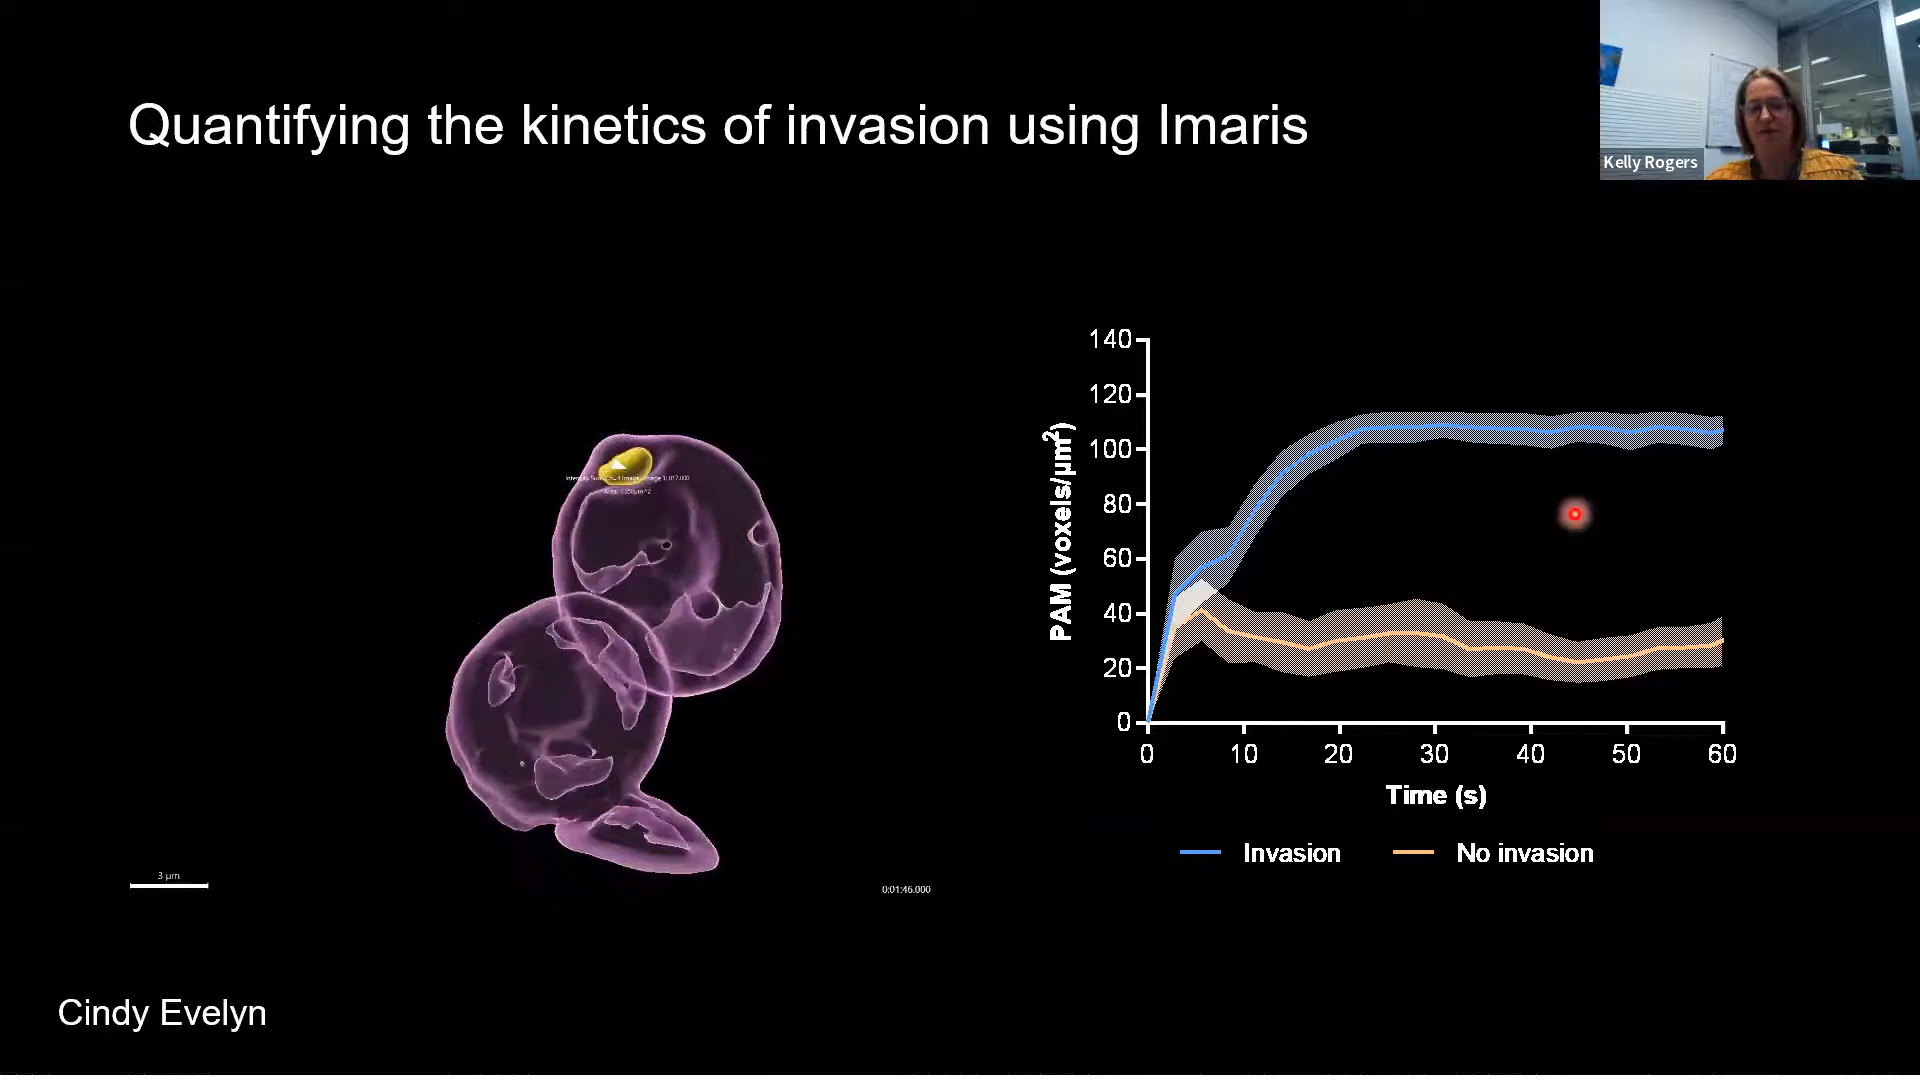 Quantifying the kinetics of invasion using Imaris
Kelly Rogers
140
120
100
80
60
40
20
0
PAM (voxels/µm²)
0 10 20 30 40 50 60
Time (s)
Invasion
No invasion
3 µm
0:01:46.000
Cindy Evelyn